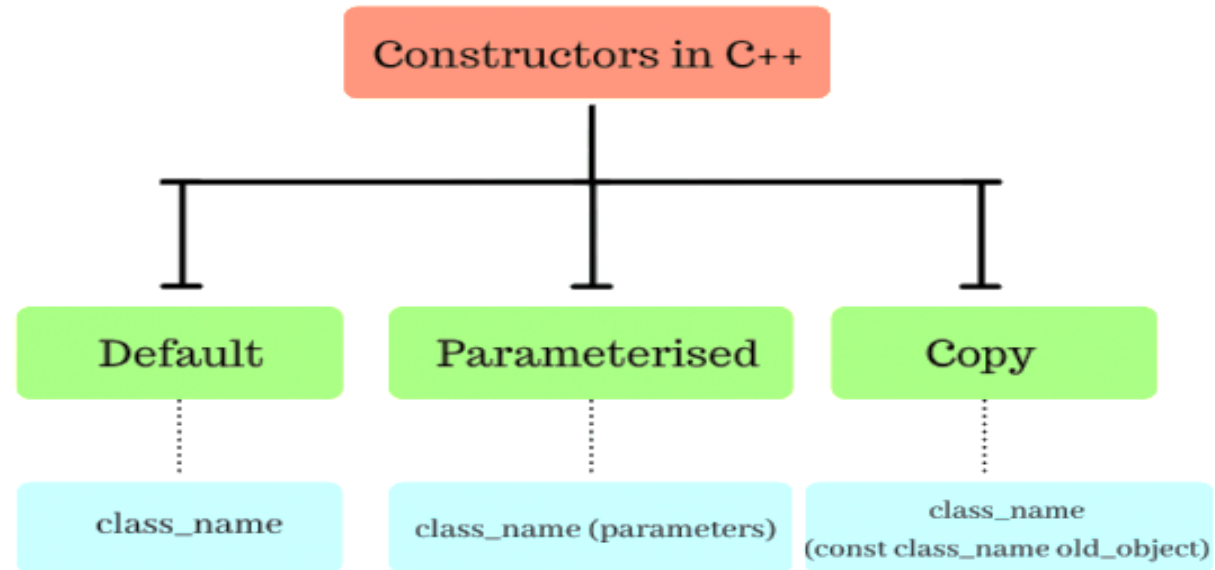 Constructors in C++
Default
Parameterised
Copy
class_name
class_name (parameters)
class_name
(const class_name old_object)